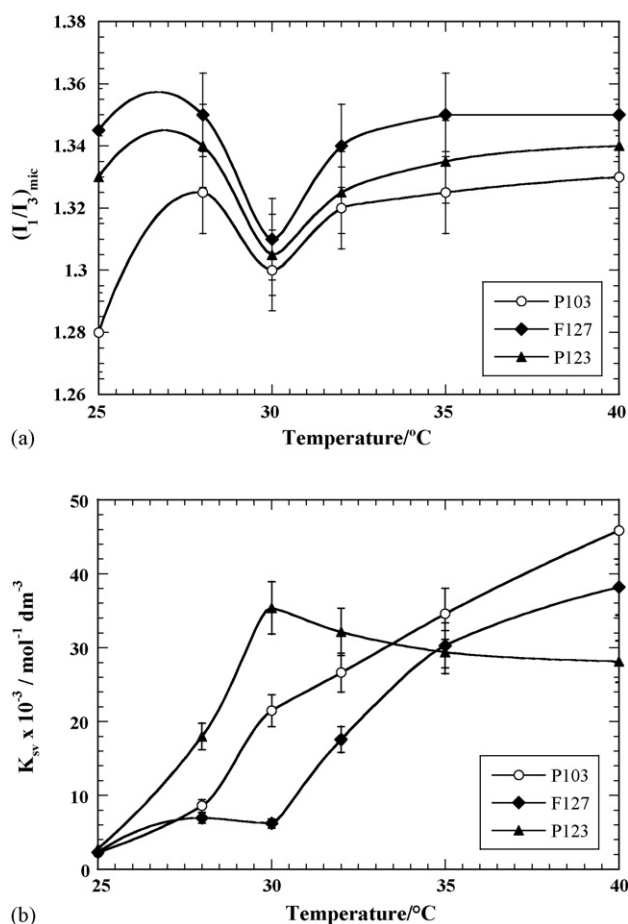 1.38
1.36
1.34
1.32
1.3
1.28
1.26
(I₁/I₃)mic
P103
F127
P123
25 30 35 40
(a) Temperature/ºC
50
40
30
20
10
0
Ksv x 10⁻³ / mol⁻¹ dm⁻³
P103
F127
P123
25 30 35 40
(b) Temperature/°C